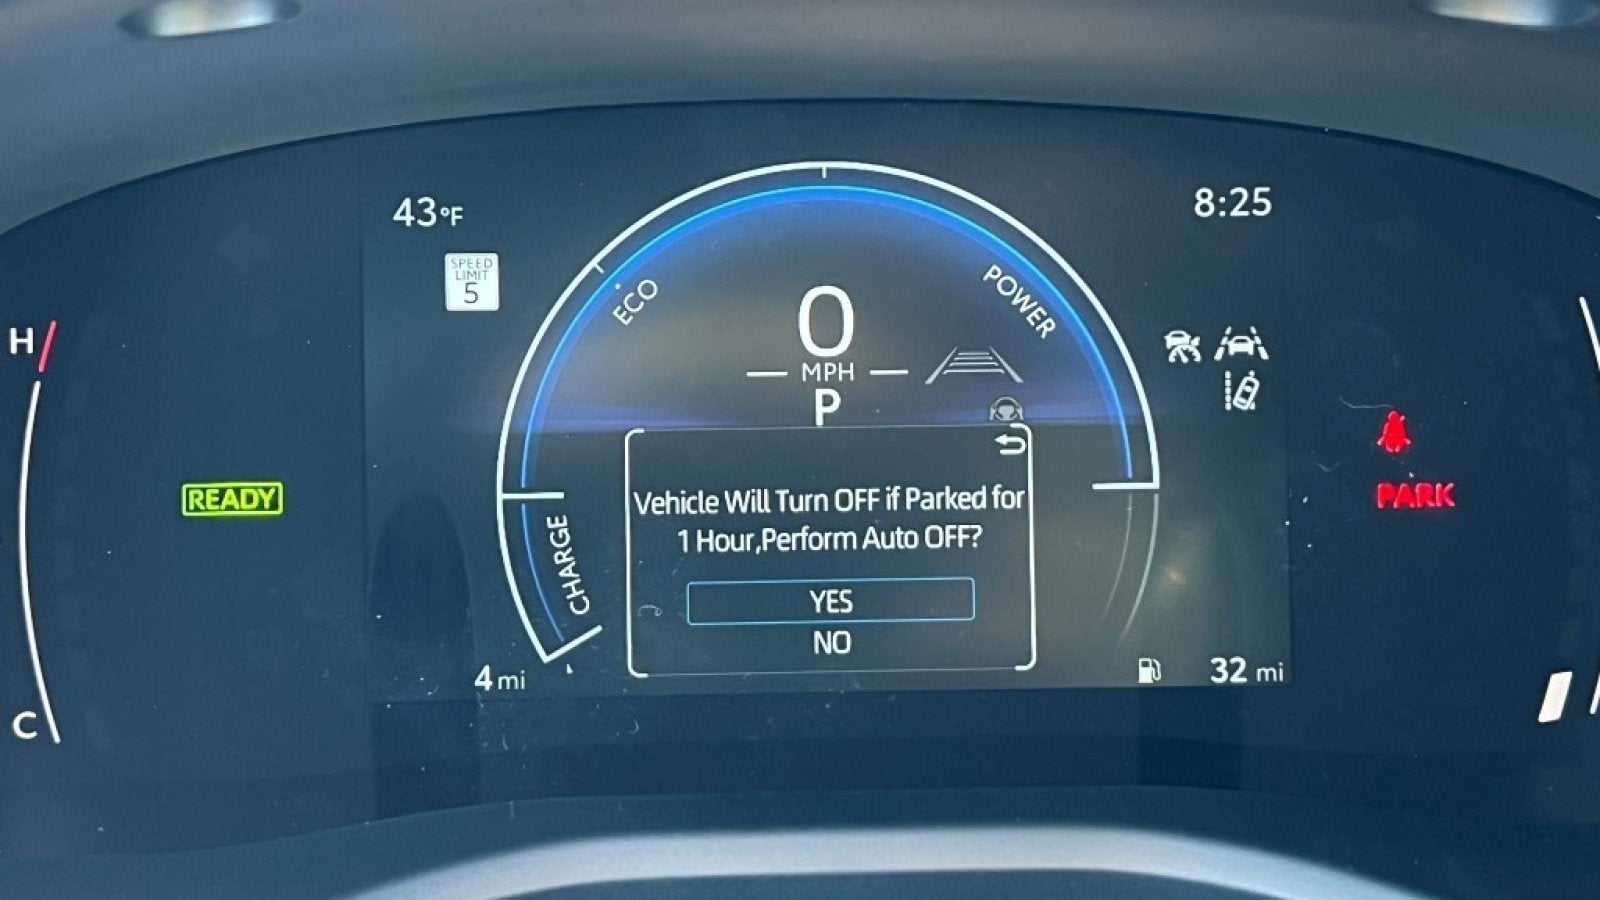 43°F
8:25
SPEED
LIMIT
5
ECO
POWER
0
MPH
P
H
READY
PARK
Vehicle Will Turn OFF if Parked for
1 Hour,Perform Auto OFF?
YES
NO
CHARGE
4 mi
32 mi
C